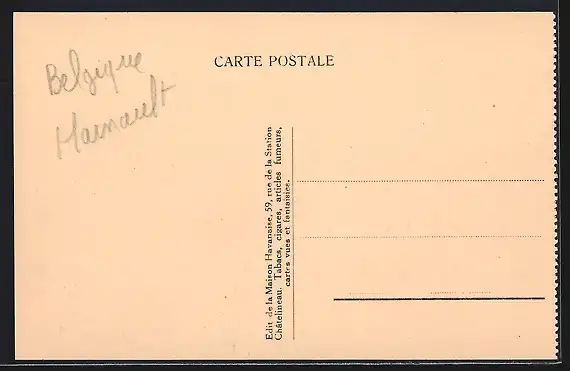 Belgique
Hainault
CARTE POSTALE
Edit de la Maison Havanaise, 59, rue de la Station
Châtelineau. Tabacs, cigares, articles fumeurs,
cartes vues et fantaisies.